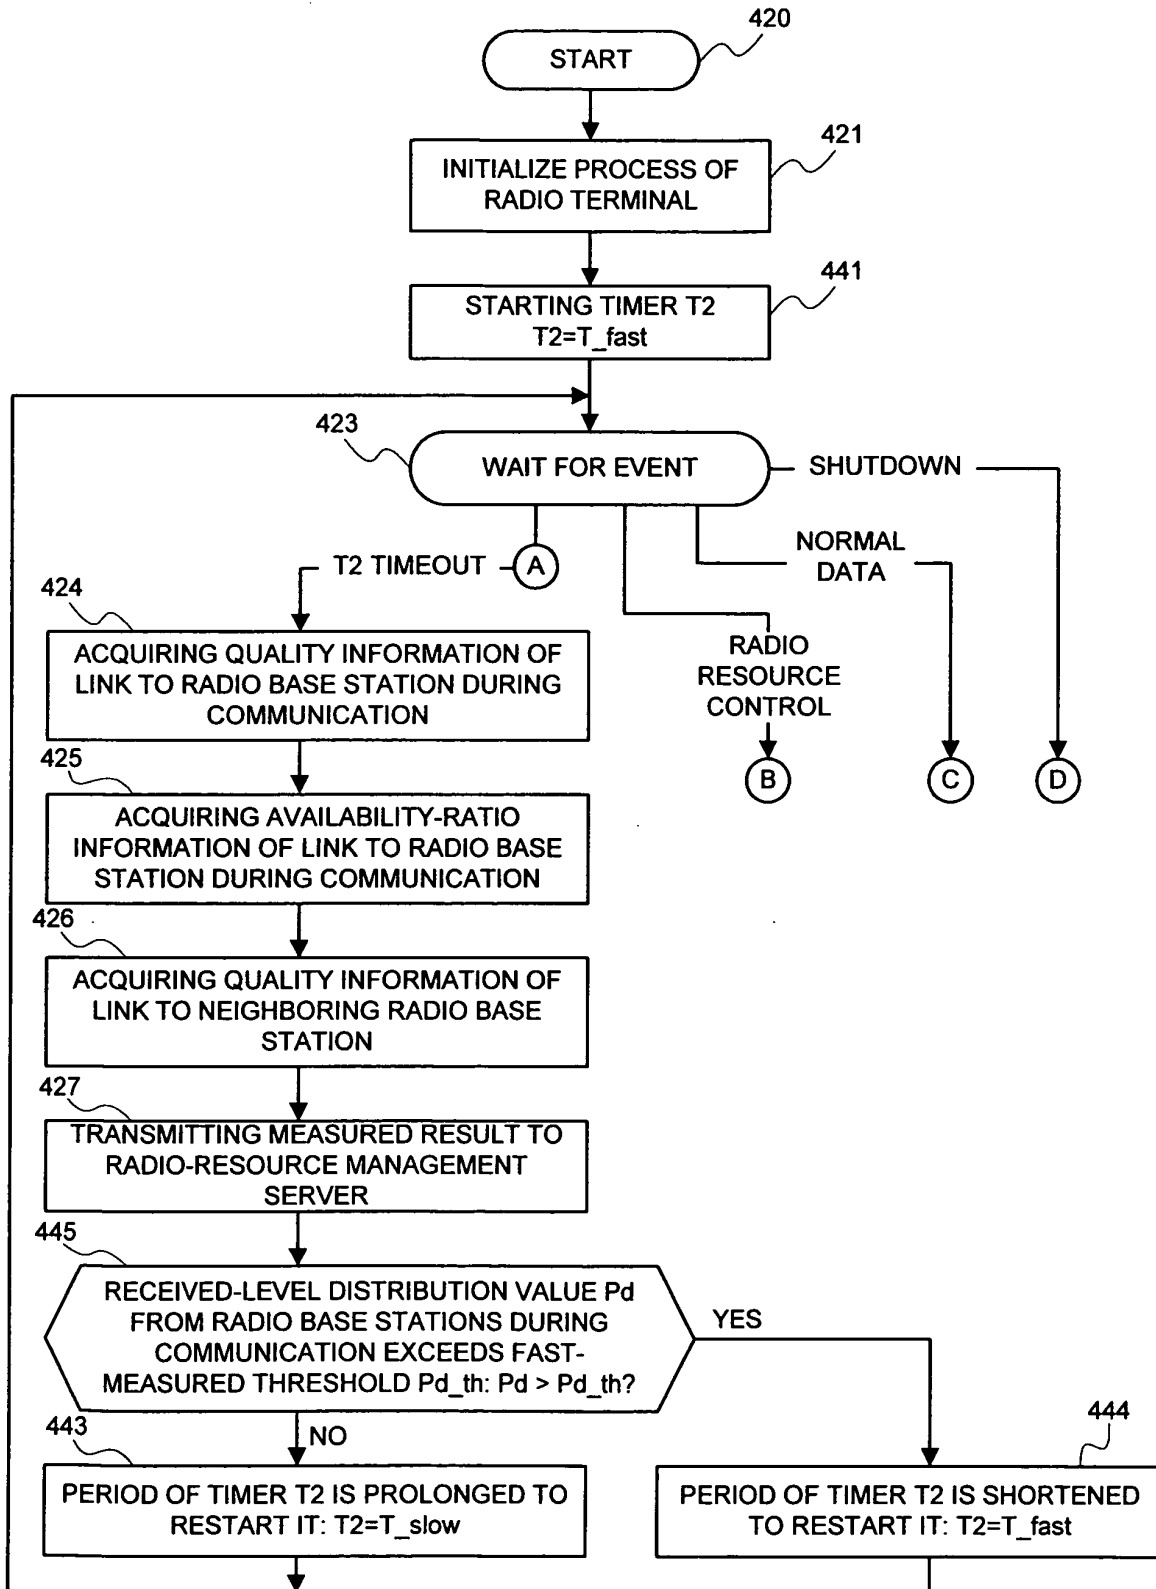 420
START
421
INITIALIZE PROCESS OF
RADIO TERMINAL
441
STARTING TIMER T2
T2=T_fast
423
WAIT FOR EVENT
SHUTDOWN
NORMAL
DATA
T2 TIMEOUT
A
424
ACQUIRING QUALITY INFORMATION OF
LINK TO RADIO BASE STATION DURING
COMMUNICATION
RADIO
RESOURCE
CONTROL
B
C
D
425
ACQUIRING AVAILABILITY-RATIO
INFORMATION OF LINK TO RADIO BASE
STATION DURING COMMUNICATION
426
ACQUIRING QUALITY INFORMATION OF
LINK TO NEIGHBORING RADIO BASE
STATION
427
TRANSMITTING MEASURED RESULT TO
RADIO-RESOURCE MANAGEMENT
SERVER
445
RECEIVED-LEVEL DISTRIBUTION VALUE Pd
FROM RADIO BASE STATIONS DURING
COMMUNICATION EXCEEDS FAST-
MEASURED THRESHOLD Pd_th: Pd > Pd_th?
YES
NO
443
PERIOD OF TIMER T2 IS PROLONGED TO
RESTART IT: T2=T_slow
444
PERIOD OF TIMER T2 IS SHORTENED
TO RESTART IT: T2=T_fast